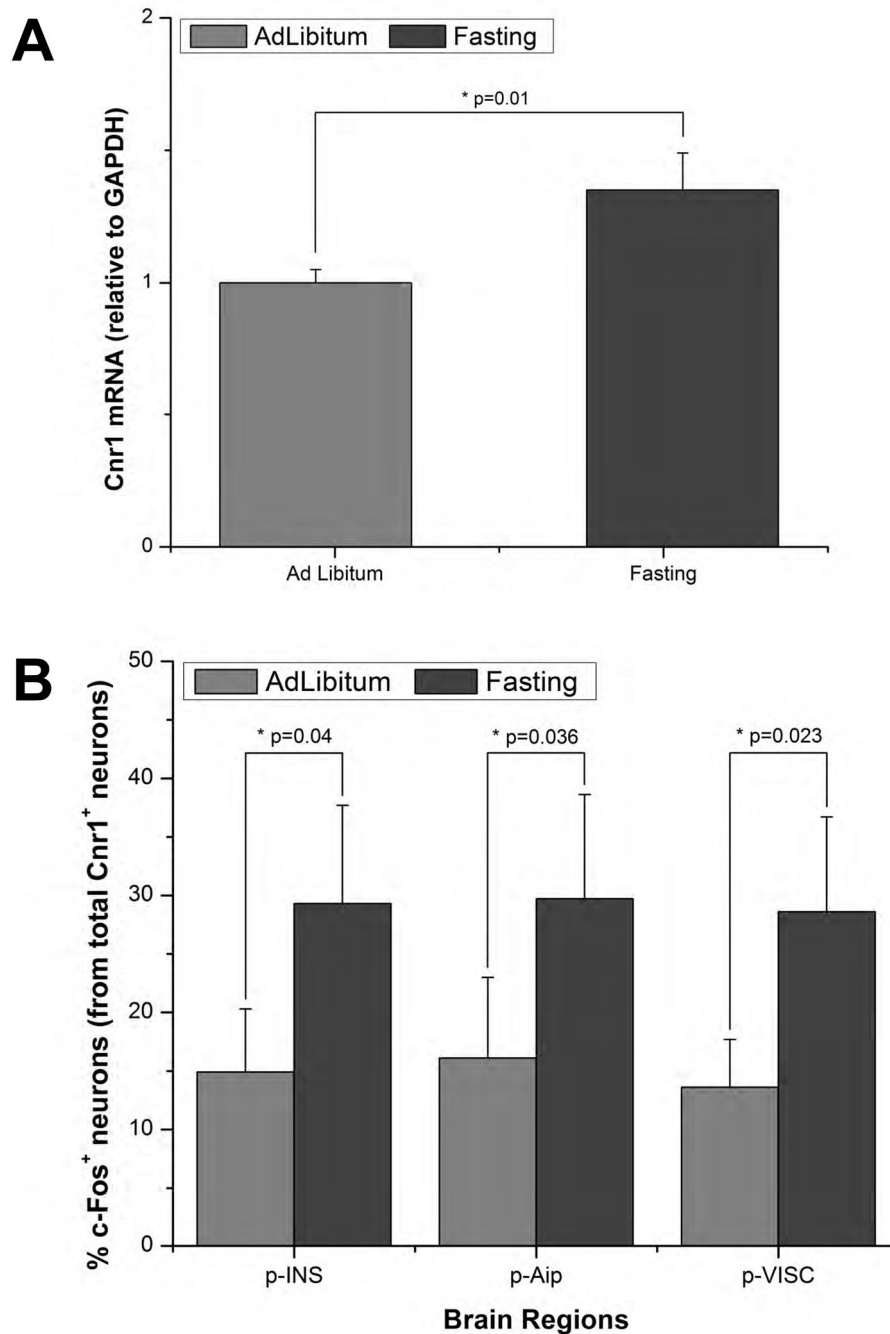 A
AdLibitum Fasting
* p=0.01
Cnr1 mRNA (relative to GAPDH)
2
1
0
Ad Libitum Fasting
B
AdLibitum Fasting
* p=0.04 * p=0.036 * p=0.023
% c-Fos⁺ neurons (from total Cnr1⁺ neurons)
50
40
30
20
10
0
p-INS p-Aip p-VISC
Brain Regions